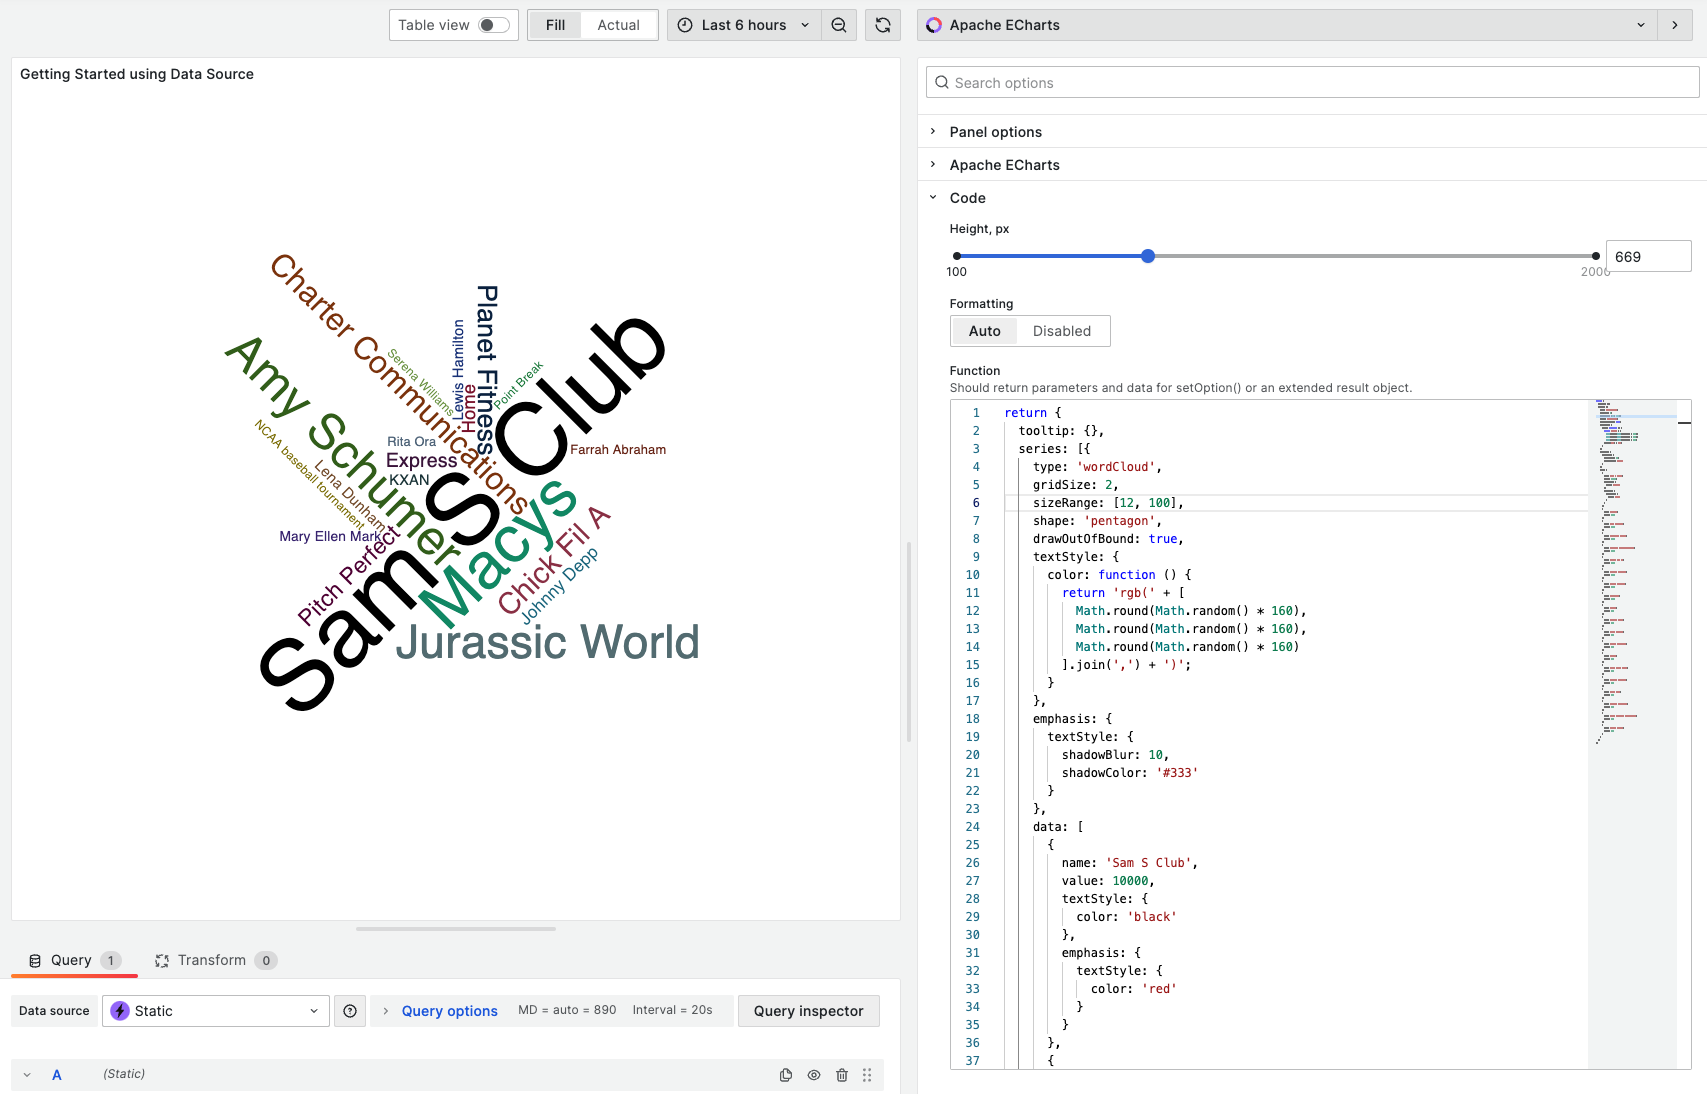 Table view
Fill
Actual
Last 6 hours
Apache ECharts
Getting Started using Data Source
Charter Communications
Planet Fitness
Lewis Hamilton
Serena Williams
Home
Point Break
Sam S Club
Amy Schumer
Rita Ora
Express
KXAN
Farrah Abraham
NCAA baseball tournament
Lena Dunham
Macys
Chick Fil A
Mary Ellen Mark
Pitch Perfect
Johnny Depp
Jurassic World
Query 1
Transform 0
Data source
Static
Query options
MD = auto = 890
Interval = 20s
Query inspector
A
(Static)
Search options
Panel options
Apache ECharts
Code
Height, px
669
100
2000
Formatting
Auto
Disabled
Function
Should return parameters and data for setOption() or an extended result object.
1 return {
2 tooltip: {},
3 series: [{
4 type: 'wordCloud',
5 gridSize: 2,
6 sizeRange: [12, 100],
7 shape: 'pentagon',
8 drawOutOfBound: true,
9 textStyle: {
10 color: function () {
11 return 'rgb(' + [
12 Math.round(Math.random() * 160),
13 Math.round(Math.random() * 160),
14 Math.round(Math.random() * 160)
15 ].join(',') + ')';
16 }
17 },
18 emphasis: {
19 textStyle: {
20 shadowBlur: 10,
21 shadowColor: '#333'
22 }
23 },
24 data: [
25 {
26 name: 'Sam S Club',
27 value: 10000,
28 textStyle: {
29 color: 'black'
30 },
31 emphasis: {
32 textStyle: {
33 color: 'red'
34 }
35 }
36 },
37 {